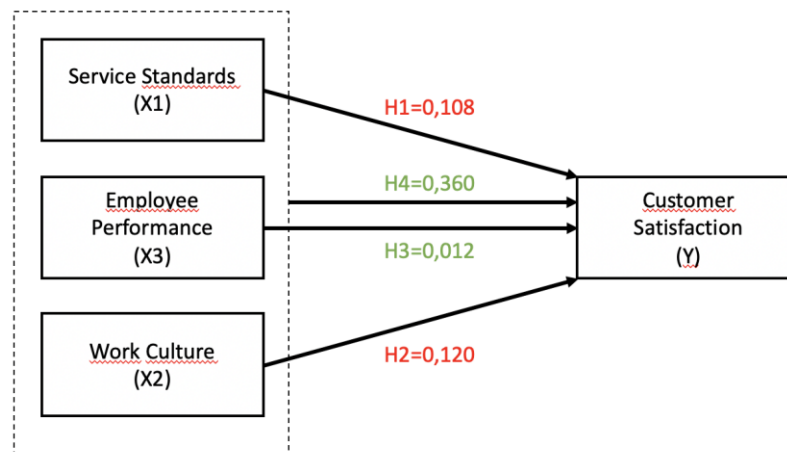 Service Standards
(X1)
H1=0,108
H4=0,360
Employee
Performance
(X3)
Customer
Satisfaction
(Y)
H3=0,012
Work Culture
(X2)
H2=0,120